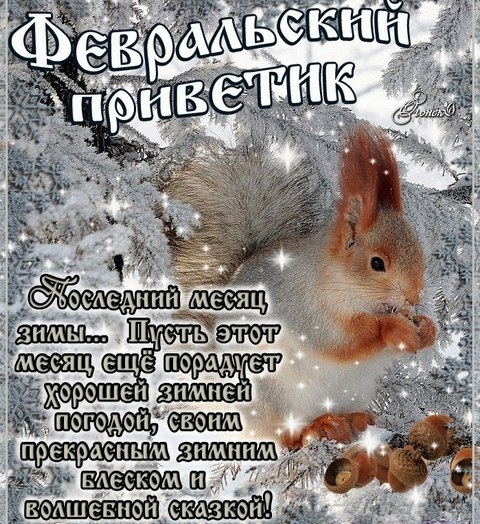 Февральский
приветик
Последний месяц
зимы... Пусть этот
месяц ещё порадует
хорошей зимней
погодой, своим
прекрасным зимним
блеском и
волшебной сказкой!